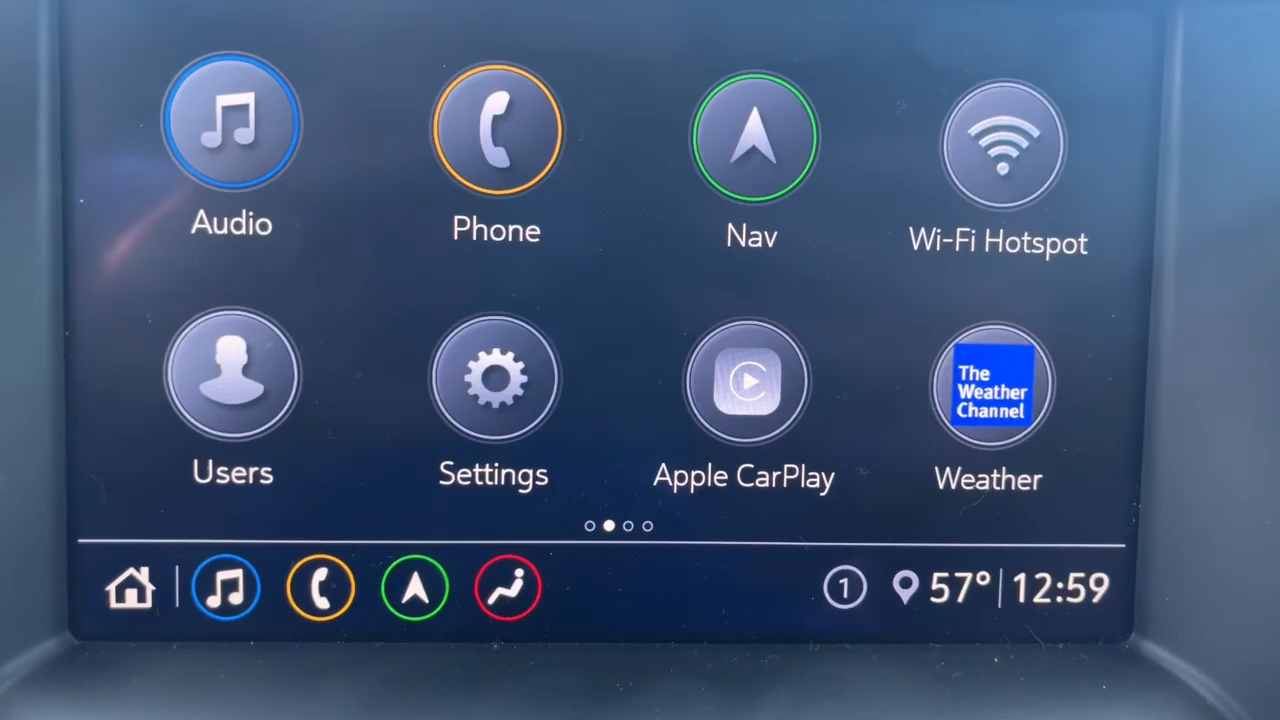 Audio
Phone
Nav
Wi-Fi Hotspot
Users
Settings
Apple CarPlay
The
Weather
Channel
Weather
1
57°
12:59